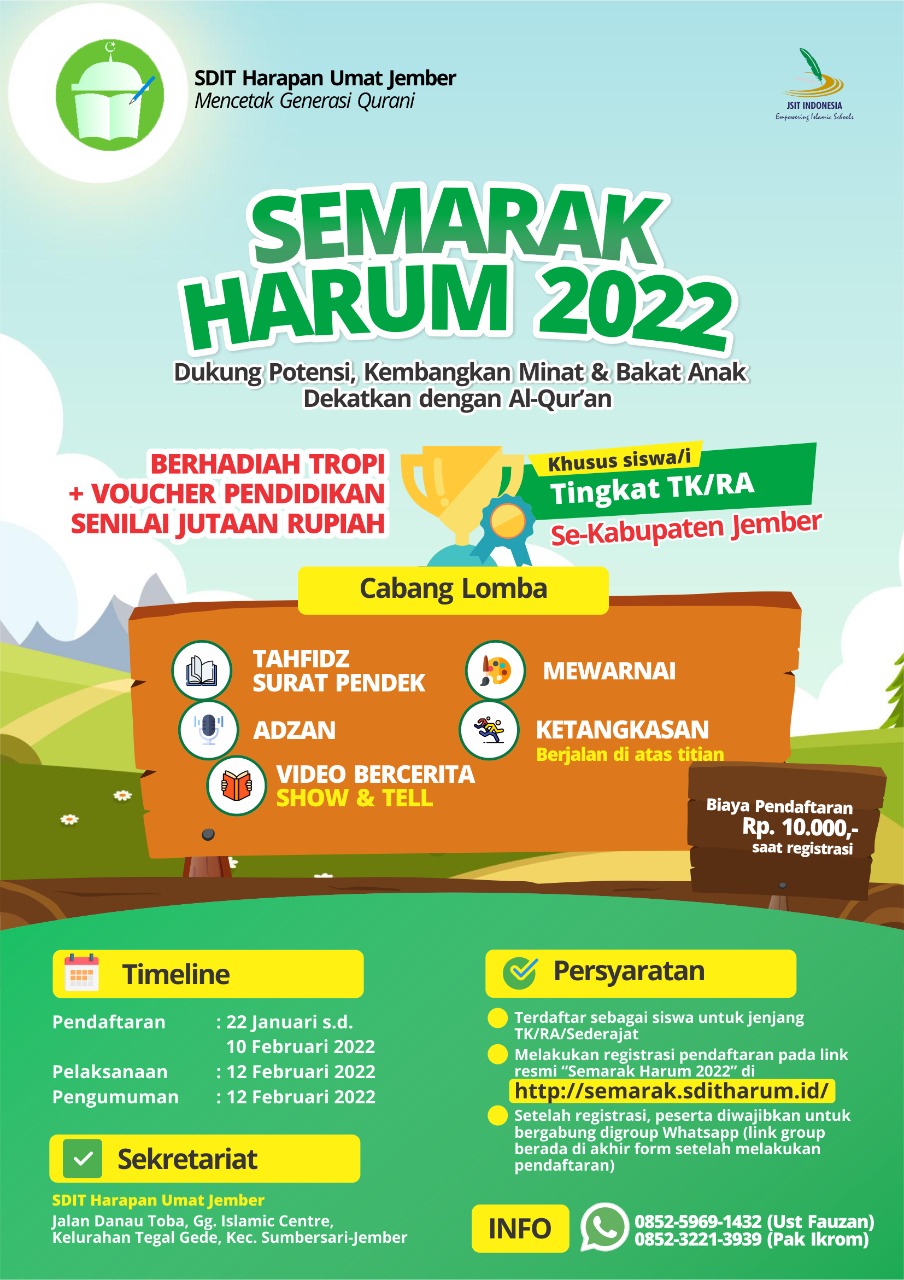 SDIT Harapan Umat Jember
Mencetak Generasi Qurani
JSIT INDONESIA
Empowering Islamic Schools
SEMARAK
HARUM 2022
Dukung Potensi, Kembangkan Minat & Bakat Anak
Dekatkan dengan Al-Qur'an
BERHADIAH TROPI
+ VOUCHER PENDIDIKAN
SENILAI JUTAAN RUPIAH
Khusus siswa/i
Tingkat TK/RA
Se-Kabupaten Jember
Cabang Lomba
TAHFIDZ
SURAT PENDEK
MEWARNAI
ADZAN
KETANGKASAN
Berjalan di atas titian
VIDEO BERCERITA
SHOW & TELL
Biaya Pendaftaran
Rp. 10.000,-
saat registrasi
Timeline
Pendaftaran : 22 Januari s.d.
10 Februari 2022
Pelaksanaan : 12 Februari 2022
Pengumuman : 12 Februari 2022
Sekretariat
SDIT Harapan Umat Jember
Jalan Danau Toba, Gg. Islamic Centre,
Kelurahan Tegal Gede, Kec. Sumbersari-Jember
Persyaratan
Terdaftar sebagai siswa untuk jenjang
TK/RA/Sederajat
Melakukan registrasi pendaftaran pada link
resmi “Semarak Harum 2022” di
http://semarak.sditharum.id/
Setelah registrasi, peserta diwajibkan untuk
bergabung digroup Whatsapp (link group
berada di akhir form setelah melakukan
pendaftaran)
INFO
0852-5969-1432 (Ust Fauzan)
0852-3221-3939 (Pak Ikrom)